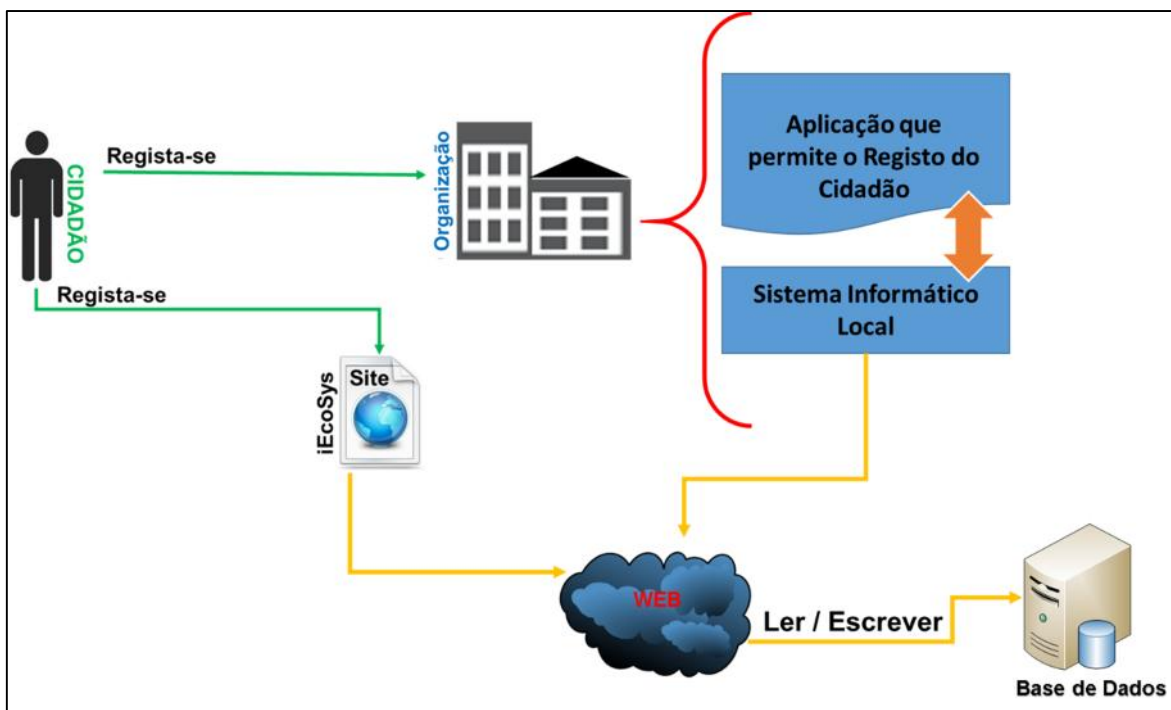 Regista-se
CIDADÃO
Organização
Aplicação que
permite o Registo do
Cidadão
Regista-se
Sistema Informático
Local
iEcoSys
Site
WEB
Ler / Escrever
Base de Dados